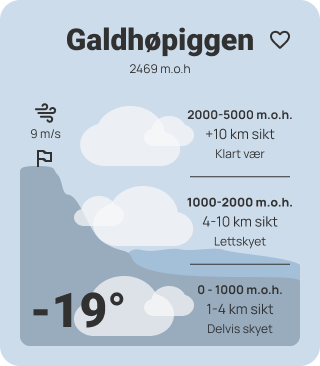 Galdhøpiggen
2469 m.o.h
9 m/s
2000-5000 m.o.h.
+10 km sikt
Klart vær
1000-2000 m.o.h.
4-10 km sikt
Lettskyet
0 - 1000 m.o.h.
1-4 km sikt
Delvis skyet
-19°